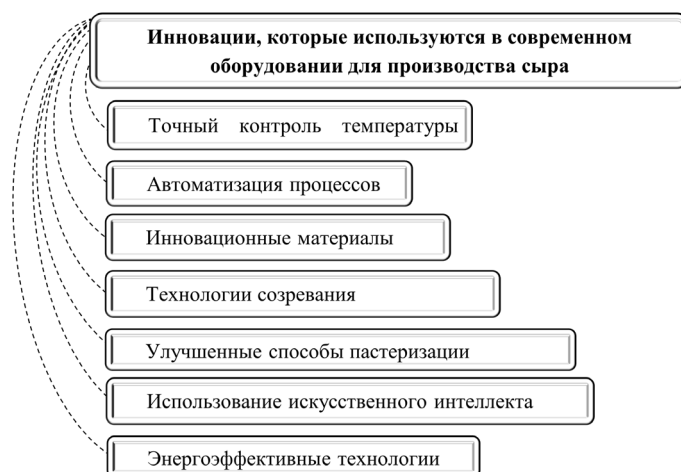 Инновации, которые используются в современном
оборудовании для производства сыра
Точный контроль температуры
Автоматизация процессов
Инновационные материалы
Технологии созревания
Улучшенные способы пастеризации
Использование искусственного интеллекта
Энергоэффективные технологии